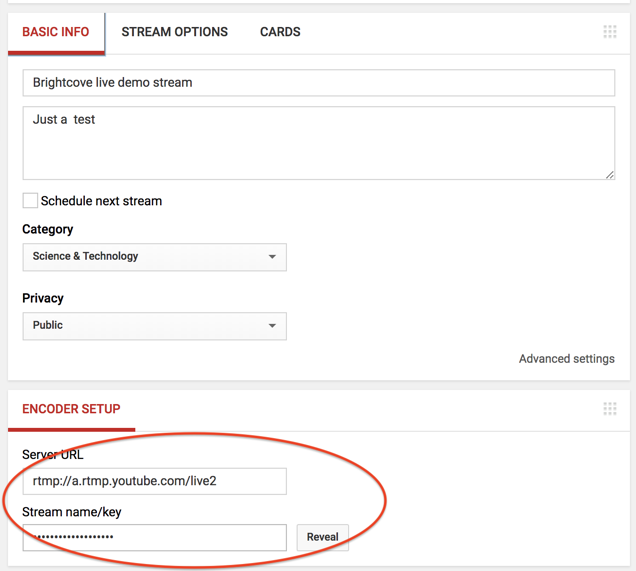 BASIC INFO STREAM OPTIONS CARDS
Brightcove live demo stream
Just a  test
Schedule next stream
Category
Science & Technology
Privacy
Public
Advanced settings
ENCODER SETUP
Server URL
rtmp://a.rtmp.youtube.com/live2
Stream name/key
•••••••••••••••••••
Reveal